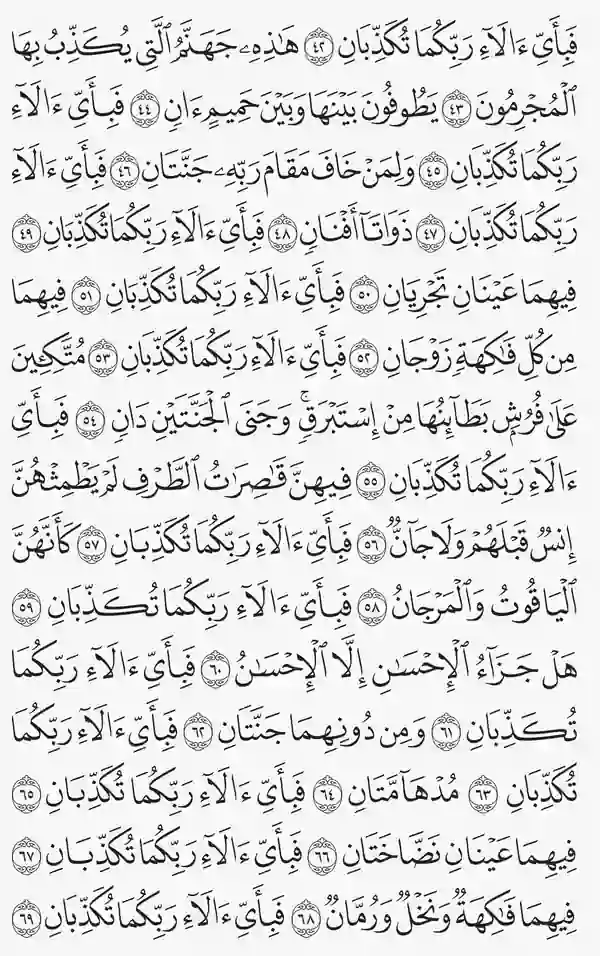 فَبِأَيِّ ءَالَآءِ رَبِّكُمَا تُكَذِّبَانِ ٤٢ هَٰذِهِۦ جَهَنَّمُ ٱلَّتِي يُكَذِّبُ بِهَا
ٱلْمُجْرِمُونَ ٤٣ يَطُوفُونَ بَيْنَهَا وَبَيْنَ حَمِيمٍ ءَانٍ ٤٤ فَبِأَيِّ ءَالَآءِ
رَبِّكُمَا تُكَذِّبَانِ ٤٥ وَلِمَنْ خَافَ مَقَامَ رَبِّهِۦ جَنَّتَانِ ٤٦ فَبِأَيِّ ءَالَآءِ
رَبِّكُمَا تُكَذِّبَانِ ٤٧ ذَوَاتَآ أَفْنَانٍ ٤٨ فَبِأَيِّ ءَالَآءِ رَبِّكُمَا تُكَذِّبَانِ ٤٩
فِيهِمَا عَيْنَانِ تَجْرِيَانِ ٥٠ فَبِأَيِّ ءَالَآءِ رَبِّكُمَا تُكَذِّبَانِ ٥١ فِيهِمَا
مِن كُلِّ فَٰكِهَةٍ زَوْجَانِ ٥٢ فَبِأَيِّ ءَالَآءِ رَبِّكُمَا تُكَذِّبَانِ ٥٣ مُتَّكِـِٔينَ
عَلَىٰ فُرُشٍۭ بَطَآئِنُهَا مِنْ إِسْتَبْرَقٍۚ وَجَنَى ٱلْجَنَّتَيْنِ دَانٍ ٥٤ فَبِأَيِّ
ءَالَآءِ رَبِّكُمَا تُكَذِّبَانِ ٥٥ فِيهِنَّ قَٰصِرَٰتُ ٱلطَّرْفِ لَمْ يَطْمِثْهُنَّ
إِنسٌ قَبْلَهُمْ وَلَا جَآنٌّ ٥٦ فَبِأَيِّ ءَالَآءِ رَبِّكُمَا تُكَذِّبَانِ ٥٧ كَأَنَّهُنَّ
ٱلْيَاقُوتُ وَٱلْمَرْجَانُ ٥٨ فَبِأَيِّ ءَالَآءِ رَبِّكُمَا تُكَذِّبَانِ ٥٩
هَلْ جَزَآءُ ٱلْإِحْسَٰنِ إِلَّا ٱلْإِحْسَٰنُ ٦٠ فَبِأَيِّ ءَالَآءِ رَبِّكُمَا
تُكَذِّبَانِ ٦١ وَمِن دُونِهِمَا جَنَّتَانِ ٦٢ فَبِأَيِّ ءَالَآءِ رَبِّكُمَا
تُكَذِّبَانِ ٦٣ مُدْهَآمَّتَانِ ٦٤ فَبِأَيِّ ءَالَآءِ رَبِّكُمَا تُكَذِّبَانِ ٦٥
فِيهِمَا عَيْنَانِ نَضَّاخَتَانِ ٦٦ فَبِأَيِّ ءَالَآءِ رَبِّكُمَا تُكَذِّبَانِ ٦٧
فِيهِمَا فَٰكِهَةٌ وَنَخْلٌ وَرُمَّانٌ ٦٨ فَبِأَيِّ ءَالَآءِ رَبِّكُمَا تُكَذِّبَانِ ٦٩